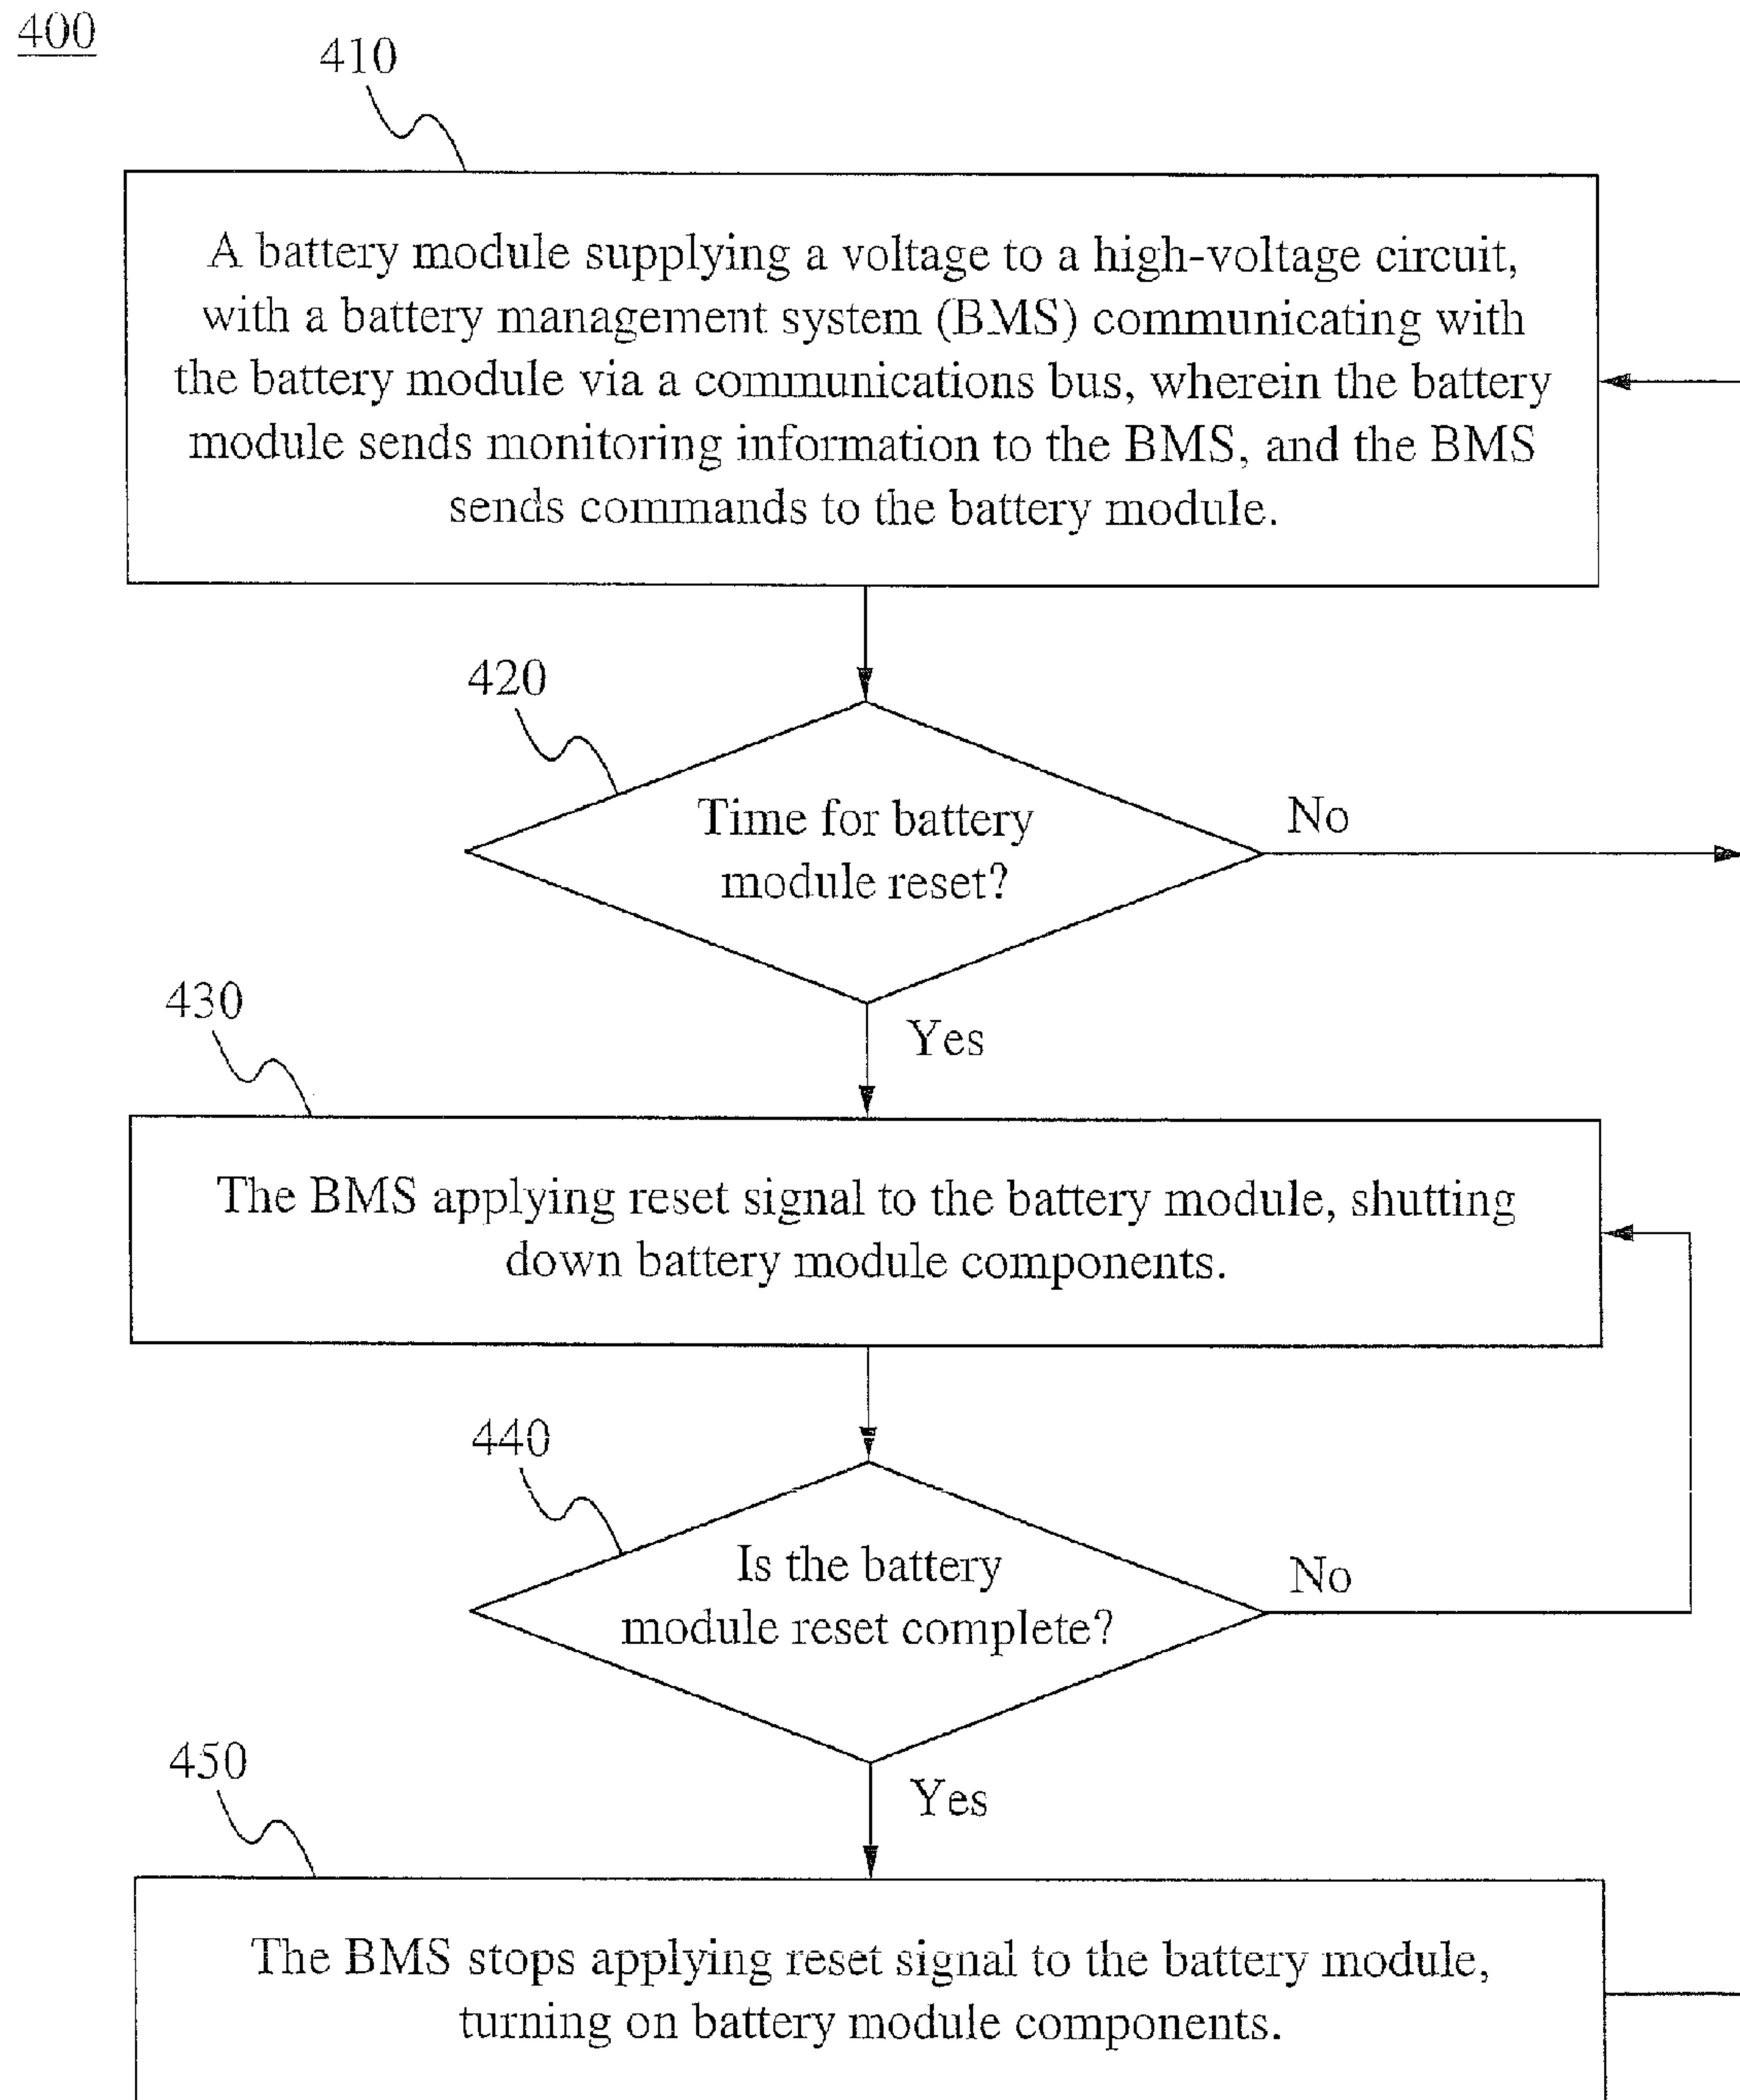 400
410
A battery module supplying a voltage to a high-voltage circuit,
with a battery management system (BMS) communicating with
the battery module via a communications bus, wherein the battery
module sends monitoring information to the BMS, and the BMS
sends commands to the battery module.
420
Time for battery
module reset?
No
Yes
430
The BMS applying reset signal to the battery module, shutting
down battery module components.
440
Is the battery
module reset complete?
No
Yes
450
The BMS stops applying reset signal to the battery module,
turning on battery module components.